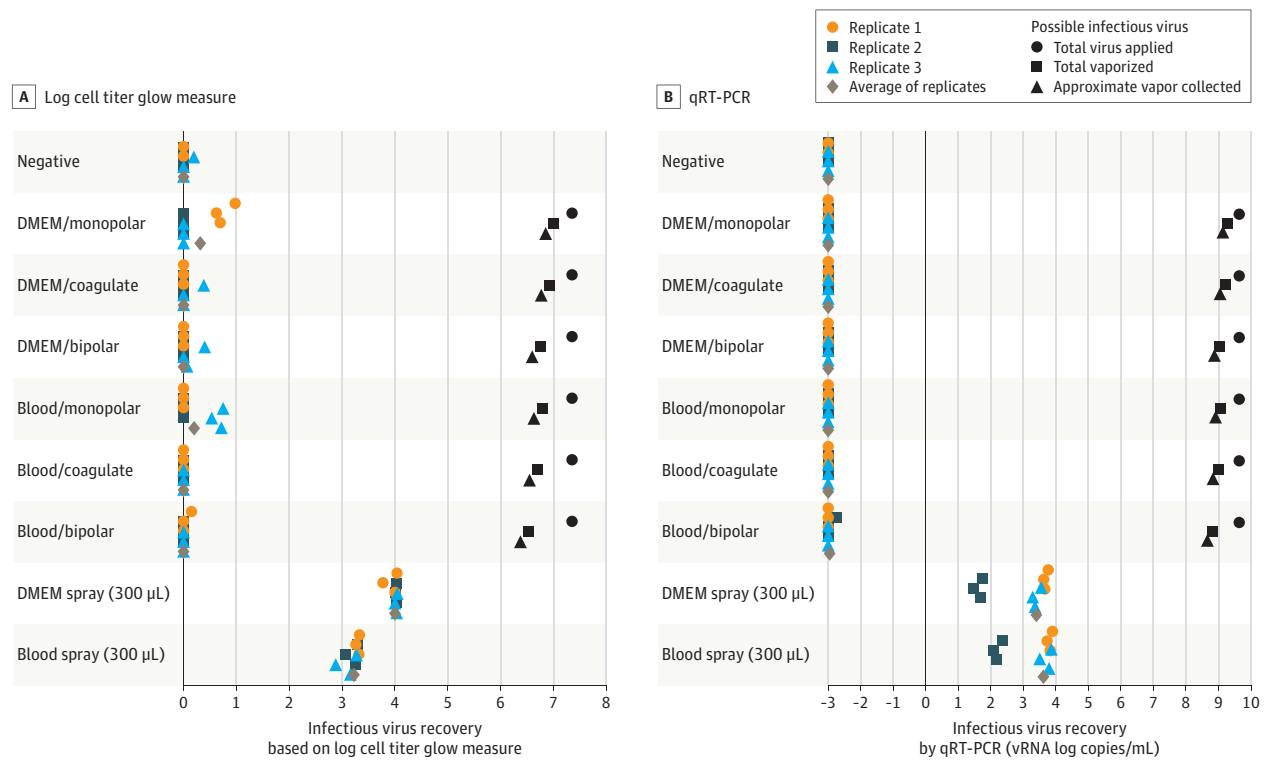 Replicate 1
Replicate 2
Replicate 3
Average of replicates
Possible infectious virus
Total virus applied
Total vaporized
Approximate vapor collected
A Log cell titer glow measure
Negative
DMEM/monopolar
DMEM/coagulate
DMEM/bipolar
Blood/monopolar
Blood/coagulate
Blood/bipolar
DMEM spray (300 µL)
Blood spray (300 µL)
0 1 2 3 4 5 6 7 8
Infectious virus recovery
based on log cell titer glow measure
B qRT-PCR
Negative
DMEM/monopolar
DMEM/coagulate
DMEM/bipolar
Blood/monopolar
Blood/coagulate
Blood/bipolar
DMEM spray (300 µL)
Blood spray (300 µL)
-3 -2 -1 0 1 2 3 4 5 6 7 8 9 10
Infectious virus recovery
by qRT-PCR (vRNA log copies/mL)